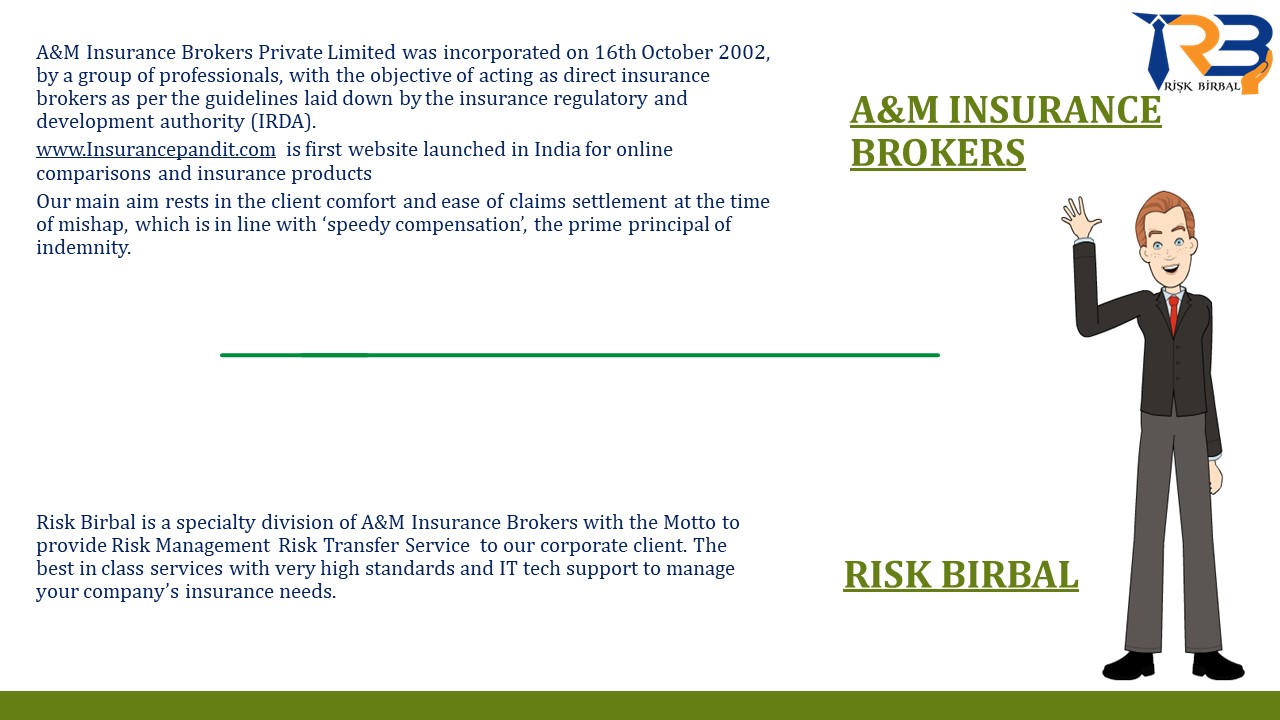 A&M Insurance Brokers Private Limited was incorporated on 16th October 2002,
by a group of professionals, with the objective of acting as direct insurance
brokers as per the guidelines laid down by the insurance regulatory and
development authority (IRDA).
www.Insurancepandit.com is first website launched in India for online
comparisons and insurance products
Our main aim rests in the client comfort and ease of claims settlement at the time
of mishap, which is in line with ‘speedy compensation’, the prime principal of
indemnity.
RB
RISK BIRBAL
A&M INSURANCE
BROKERS
Risk Birbal is a specialty division of A&M Insurance Brokers with the Motto to
provide Risk Management Risk Transfer Service to our corporate client. The
best in class services with very high standards and IT tech support to manage
your company’s insurance needs.
RISK BIRBAL